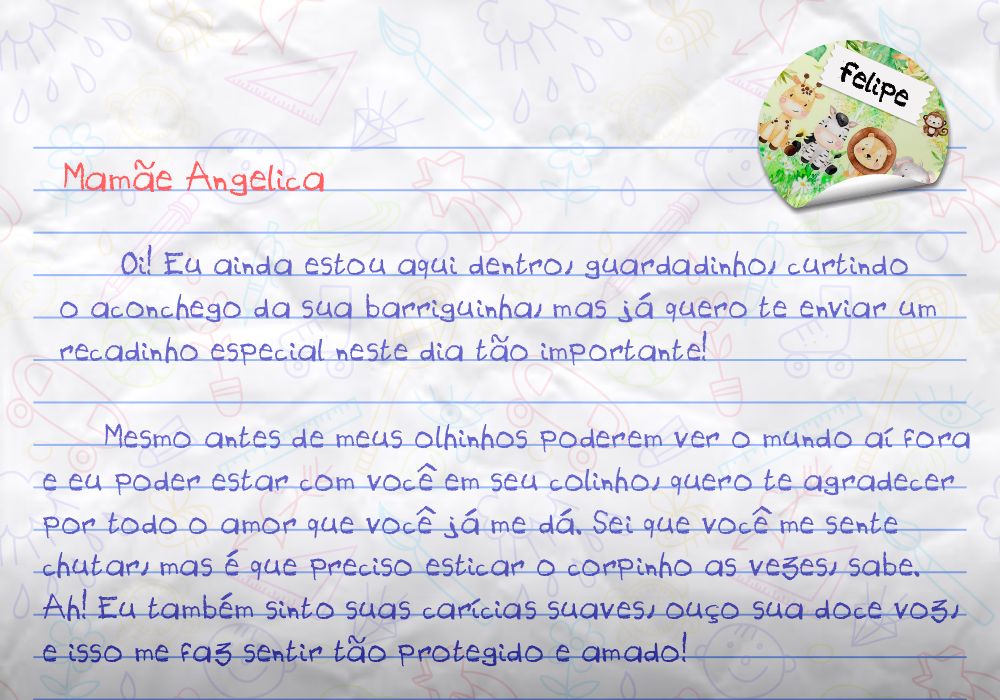 Felipe
Mamãe Angelica
Oi! Eu ainda estou aqui dentro, guardadinho, curtindo
o aconchego da sua barriguinha, mas já quero te enviar um
recadinho especial neste dia tão importante!
Mesmo antes de meus olhinhos poderem ver o mundo aí fora
e eu poder estar com você em seu colinho, quero te agradecer
por todo o amor que você já me dá. Sei que você me sente
chutar, mas é que preciso esticar o corpinho as vezes, sabe.
Ah! Eu também sinto suas carícias suaves, ouço sua doce voz,
e isso me faz sentir tão protegido e amado!